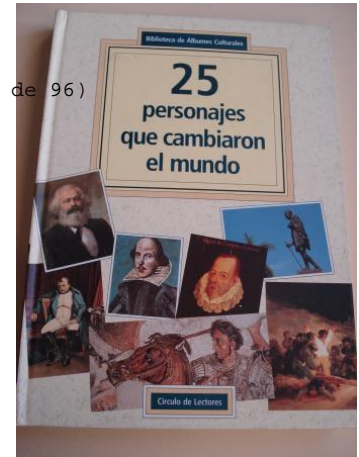 Biblioteca de Álbumes Culturales
de 96)
25
personajes
que cambiaron
el mundo
Círculo de Lectores